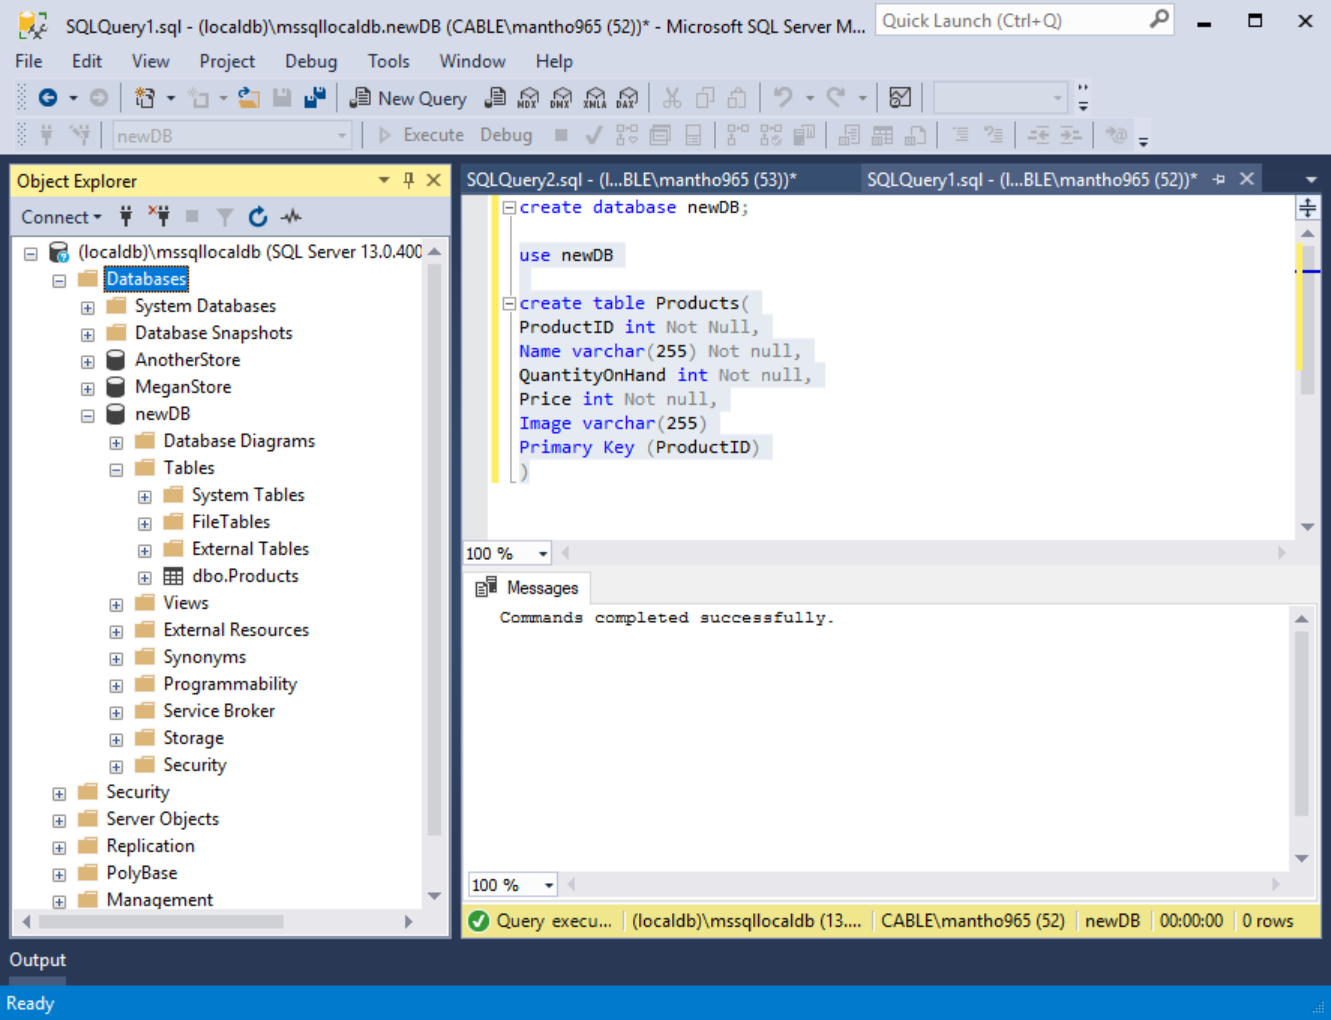 SQLQuery1.sql - (localdb)\mssqllocaldb.newDB (CABLE\mantho965 (52))* - Microsoft SQL Server M...
Quick Launch (Ctrl+Q)
File Edit View Project Debug Tools Window Help
New Query MDX DMX XMLA DAX
newDB Execute Debug
Object Explorer
Connect
(localdb)\mssqllocaldb (SQL Server 13.0.400
Databases
System Databases
Database Snapshots
AnotherStore
MeganStore
newDB
Database Diagrams
Tables
System Tables
FileTables
External Tables
dbo.Products
Views
External Resources
Synonyms
Programmability
Service Broker
Storage
Security
Security
Server Objects
Replication
PolyBase
Management
SQLQuery2.sql - (l...BLE\mantho965 (53))*
SQLQuery1.sql - (l...BLE\mantho965 (52))*
create database newDB;
use newDB
create table Products(
ProductID int Not Null,
Name varchar(255) Not null,
QuantityOnHand int Not null,
Price int Not null,
Image varchar(255)
Primary Key (ProductID)
)
100 %
Messages
Commands completed successfully.
100 %
Query execu... (localdb)\mssqllocaldb (13.... CABLE\mantho965 (52) newDB 00:00:00 0 rows
Output
Ready